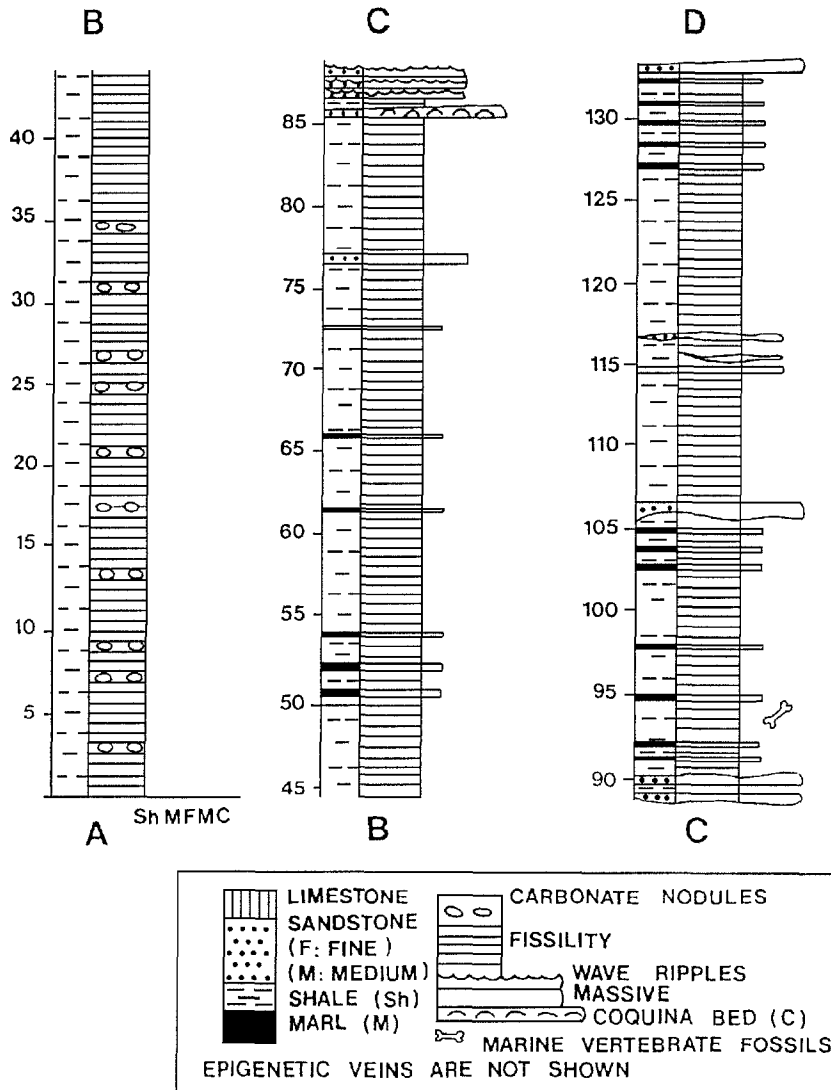 B
C
D
40
35
30
25
20
15
10
5
Sh MFMC
A
85
80
75
70
65
60
55
50
45
B
130
125
120
115
110
105
100
95
90
C
LIMESTONE
SANDSTONE
(F: FINE)
(M: MEDIUM)
SHALE (Sh)
MARL (M)
CARBONATE NODULES
FISSILITY
WAVE RIPPLES
MASSIVE
COQUINA BED (C)
MARINE VERTEBRATE FOSSILS
EPIGENETIC VEINS ARE NOT SHOWN